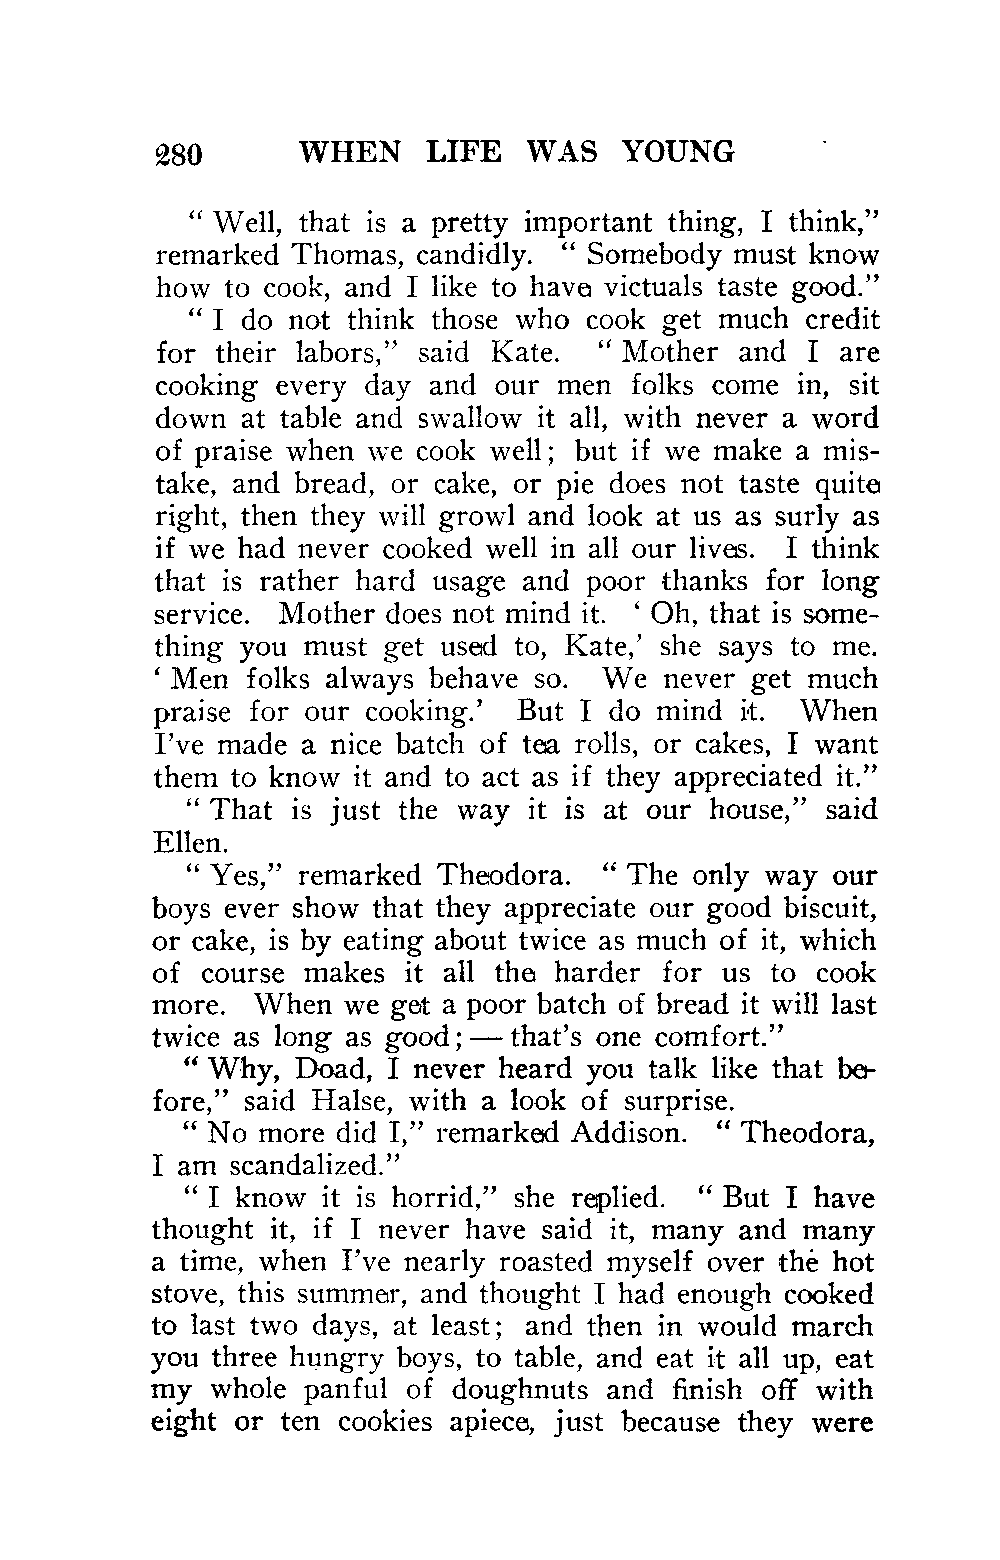 280 WHEN LIFE WAS YOUNG
“ Well, that is a pretty important thing, I think,”
remarked Thomas, candidly. “ Somebody must know
how to cook, and I like to have victuals taste good.”
“ I do not think those who cook get much credit
for their labors,” said Kate. “ Mother and I are
cooking every day and our men folks come in, sit
down at table and swallow it all, with never a word
of praise when we cook well; but if we make a mis-
take, and bread, or cake, or pie does not taste quite
right, then they will growl and look at us as surly as
if we had never cooked well in all our lives. I think
that is rather hard usage and poor thanks for long
service. Mother does not mind it. ‘ Oh, that is some-
thing you must get used to, Kate,’ she says to me.
‘ Men folks always behave so. We never get much
praise for our cooking.’ But I do mind it. When
I’ve made a nice batch of tea rolls, or cakes, I want
them to know it and to act as if they appreciated it.”
“ That is just the way it is at our house,” said
Ellen.
“ Yes,” remarked Theodora. “ The only way our
boys ever show that they appreciate our good biscuit,
or cake, is by eating about twice as much of it, which
of course makes it all the harder for us to cook
more. When we get a poor batch of bread it will last
twice as long as good; — that’s one comfort.”
“ Why, Doad, I never heard you talk like that be-
fore,” said Halse, with a look of surprise.
“ No more did I,” remarked Addison. “ Theodora,
I am scandalized.”
“ I know it is horrid,” she replied. “ But I have
thought it, if I never have said it, many and many
a time, when I’ve nearly roasted myself over the hot
stove, this summer, and thought I had enough cooked
to last two days, at least; and then in would march
you three hungry boys, to table, and eat it all up, eat
my whole panful of doughnuts and finish off with
eight or ten cookies apiece, just because they were